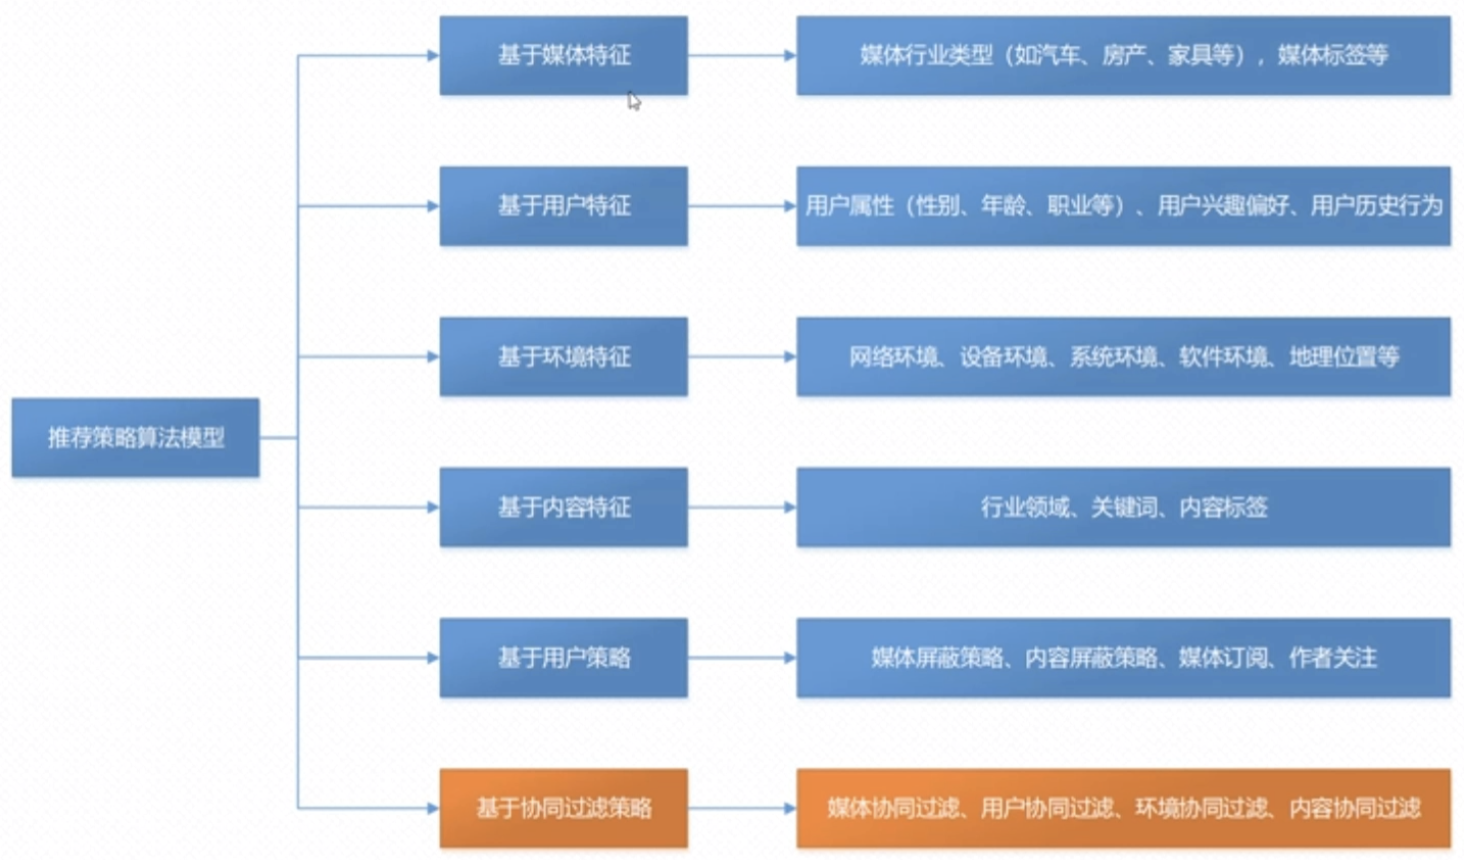 基于媒体特征
媒体行业类型（如汽车、房产、家具等），媒体标签等
基于用户特征
用户属性（性别、年龄、职业等）、用户兴趣偏好、用户历史行为
基于环境特征
网络环境、设备环境、系统环境、软件环境、地理位置等
推荐策略算法模型
基于内容特征
行业领域、关键词、内容标签
基于用户策略
媒体屏蔽策略、内容屏蔽策略、媒体订阅、作者关注
基于协同过滤策略
媒体协同过滤、用户协同过滤、环境协同过滤、内容协同过滤